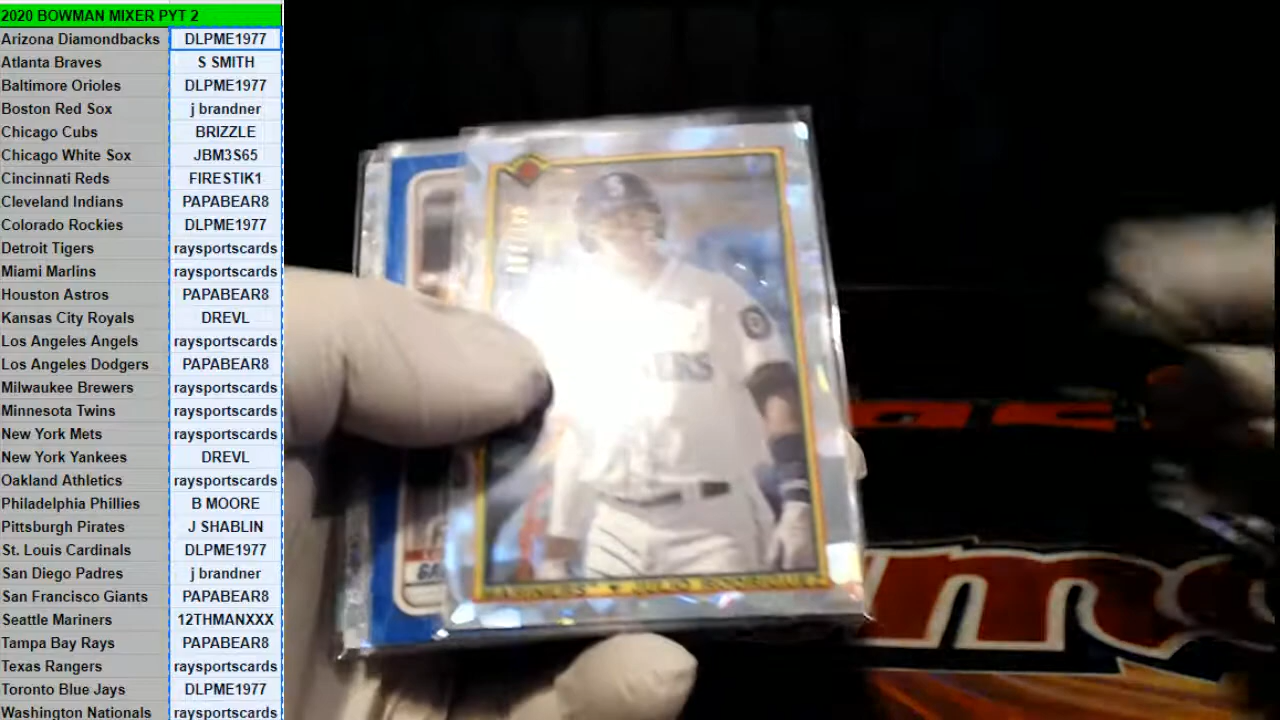 2020 BOWMAN MIXER PYT 2
Arizona Diamondbacks DLPME1977
Atlanta Braves S SMITH
Baltimore Orioles DLPME1977
Boston Red Sox j brandner
Chicago Cubs BRIZZLE
Chicago White Sox JBM3S65
Cincinnati Reds FIRESTIK1
Cleveland Indians PAPABEAR8
Colorado Rockies DLPME1977
Detroit Tigers raysportscards
Miami Marlins raysportscards
Houston Astros PAPABEAR8
Kansas City Royals DREVL
Los Angeles Angels raysportscards
Los Angeles Dodgers PAPABEAR8
Milwaukee Brewers raysportscards
Minnesota Twins raysportscards
New York Mets raysportscards
New York Yankees DREVL
Oakland Athletics raysportscards
Philadelphia Phillies B MOORE
Pittsburgh Pirates J SHABLIN
St. Louis Cardinals DLPME1977
San Diego Padres j brandner
San Francisco Giants PAPABEAR8
Seattle Mariners 12THMANXXX
Tampa Bay Rays PAPABEAR8
Texas Rangers raysportscards
Toronto Blue Jays DLPME1977
Washington Nationals raysportscards
S
ERS
MARINERS • JULIO RODRIGUEZ